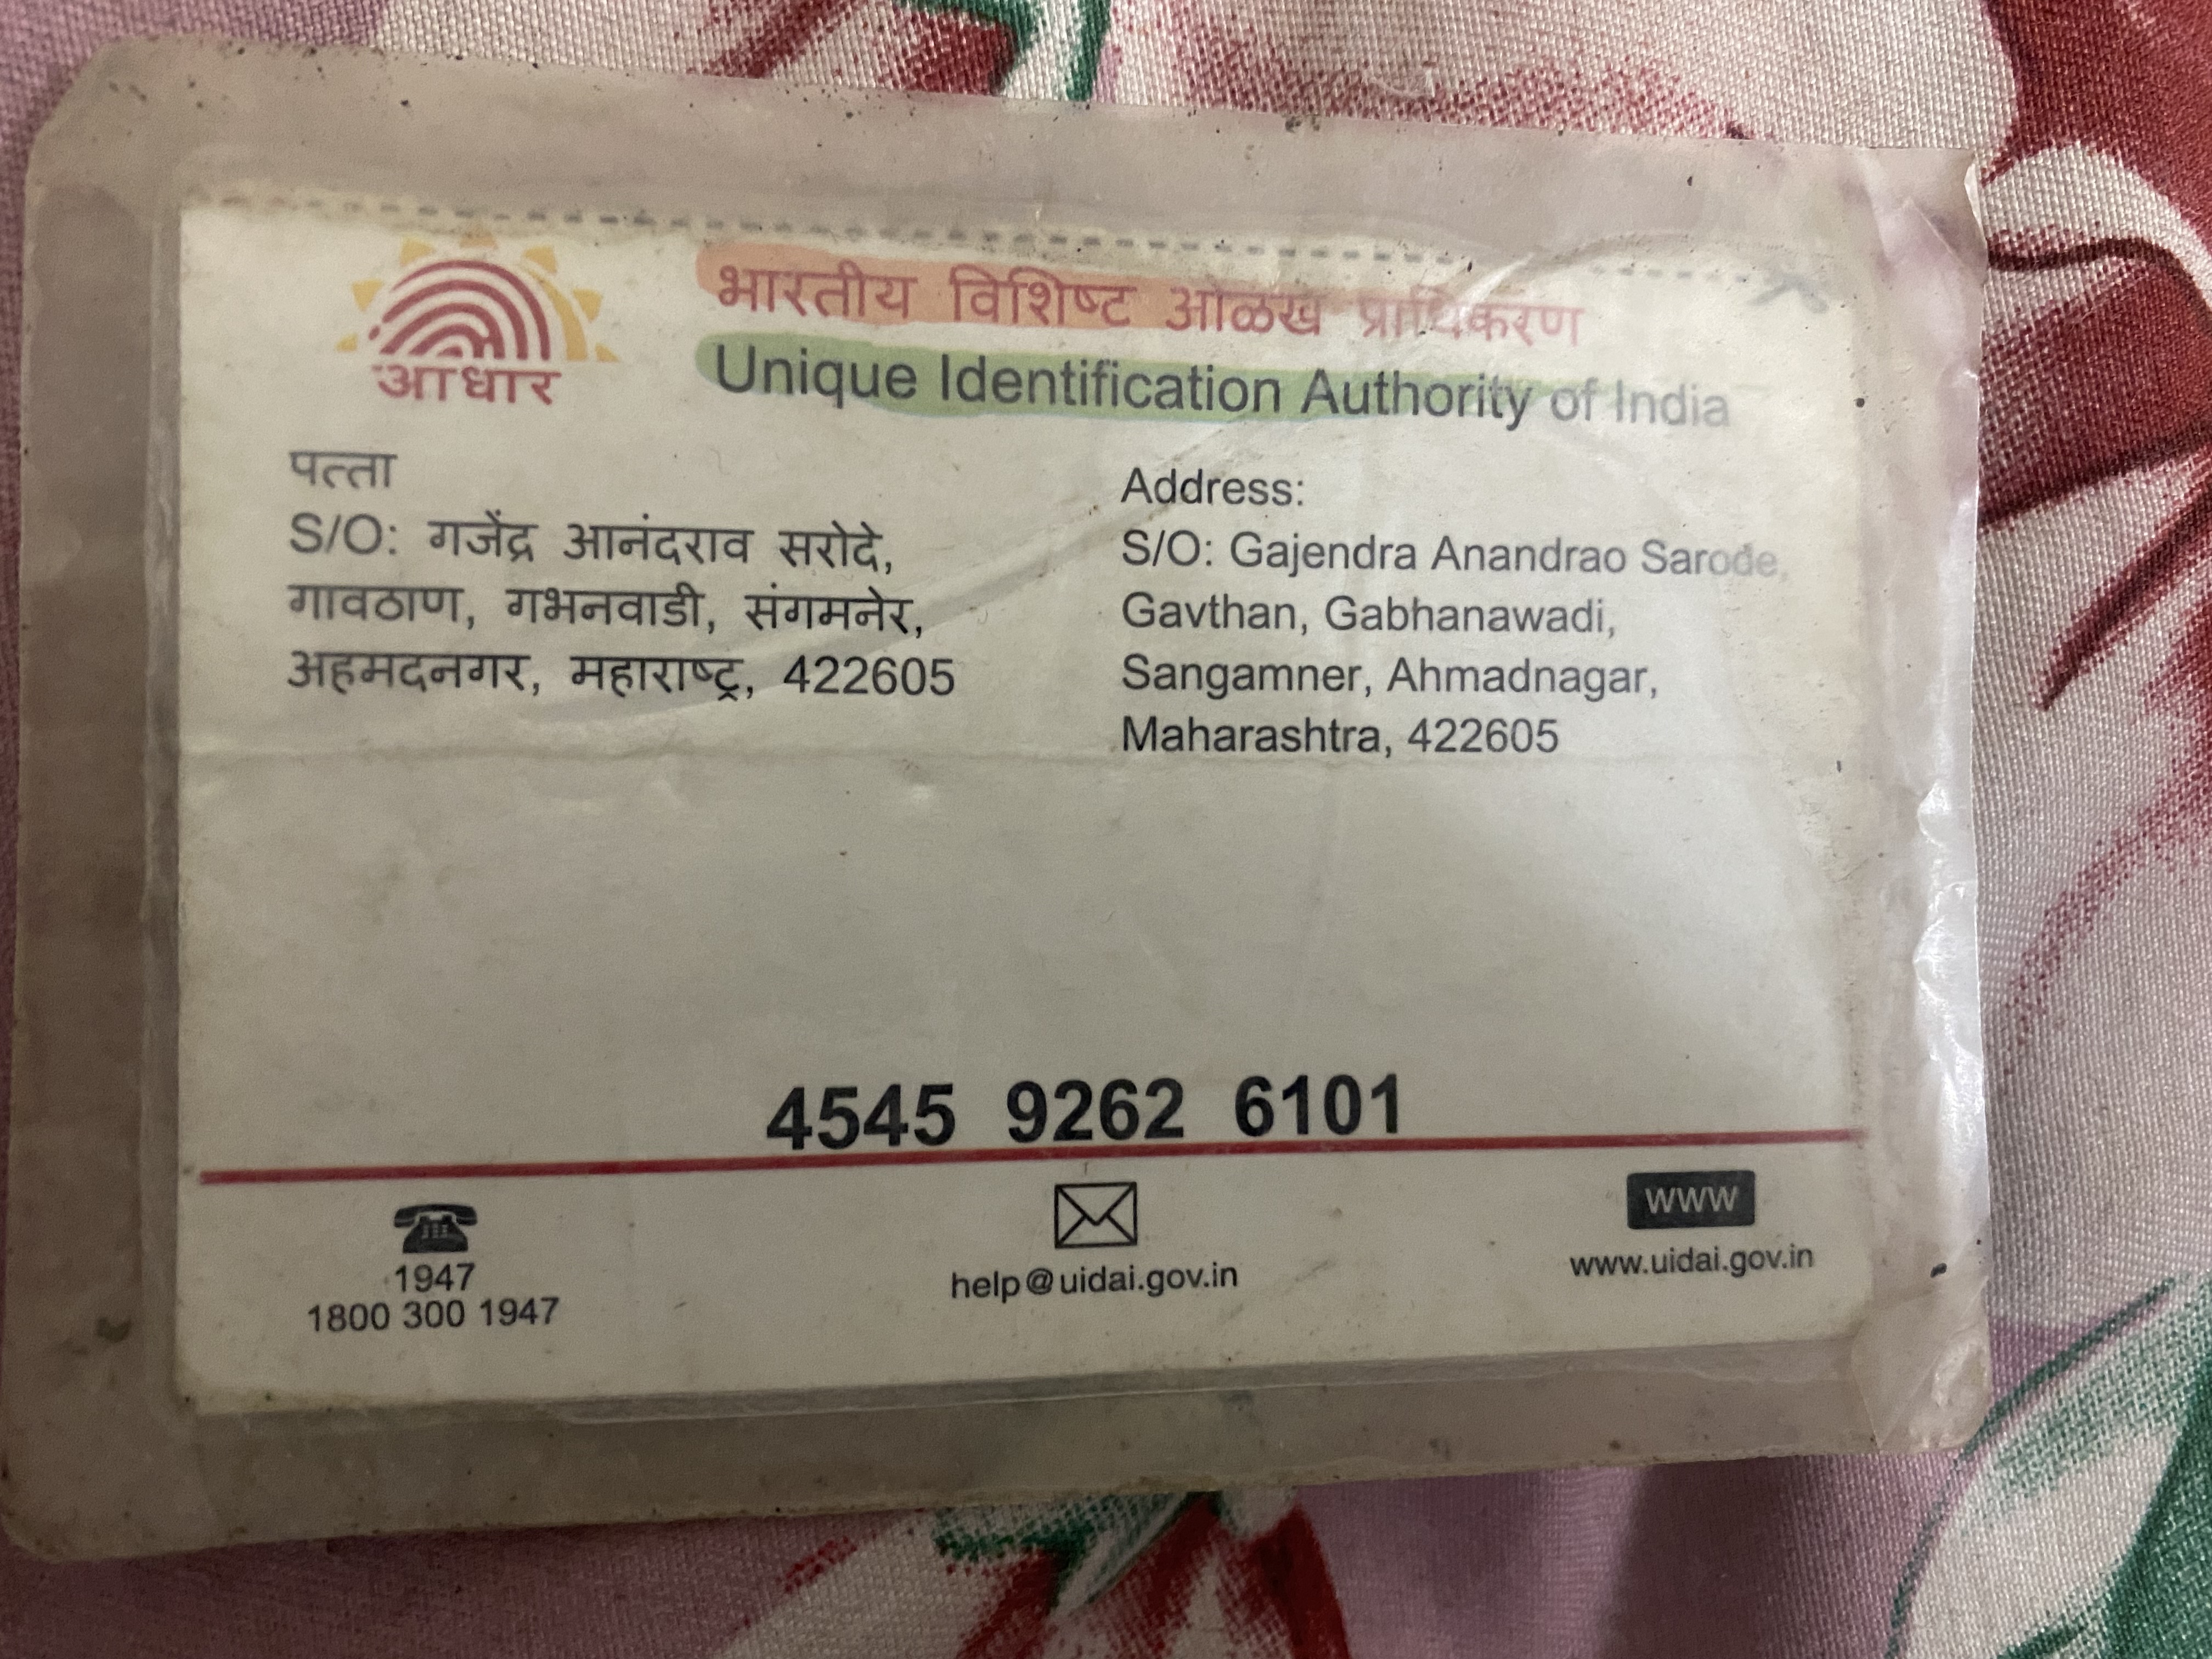 आधार
भारतीय विशिष्ट ओळख प्राधिकरण
Unique Identification Authority of India
पत्ता
S/O: गजेंद्र आनंदराव सरोदे,
गावठाण, गभनवाडी, संगमनेर,
अहमदनगर, महाराष्ट्र, 422605
Address:
S/O: Gajendra Anandrao Sarode,
Gavthan, Gabhanawadi,
Sangamner, Ahmadnagar,
Maharashtra, 422605
4545 9262 6101
1947
1800 300 1947
help@uidai.gov.in
WWW
www.uidai.gov.in